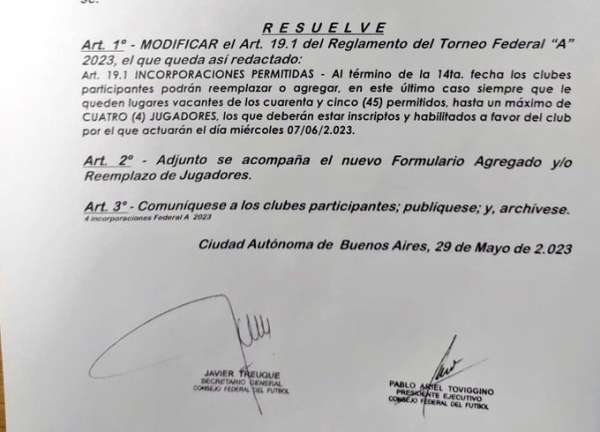 R E S U E L V E
Art. 1º - MODIFICAR el Art. 19.1 del Reglamento del Torneo Federal “A”
2023, el que queda así redactado:
Art. 19.1 INCORPORACIONES PERMITIDAS - Al término de la 14ta. fecha los clubes
participantes podrán reemplazar o agregar, en este último caso siempre que le
queden lugares vacantes de los cuarenta y cinco (45) permitidos, hasta un máximo de
CUATRO (4) JUGADORES, los que deberán estar inscriptos y habilitados a favor del club
por el que actuarán el día miércoles 07/06/2.023.
Art. 2º - Adjunto se acompaña el nuevo Formulario Agregado y/o
Reemplazo de Jugadores.
Art. 3º - Comuníquese a los clubes participantes; publíquese; y, archívese.
4 incorporaciones Federal A 2023
Ciudad Autónoma de Buenos Aires, 29 de Mayo de 2.023
JAVIER TREUQUE
SECRETARIO GENERAL
CONSEJO FEDERAL DEL FUTBOL
PABLO ARIEL TOVIGGINO
PRESIDENTE EJECUTIVO
CONSEJO FEDERAL DEL FUTBOL